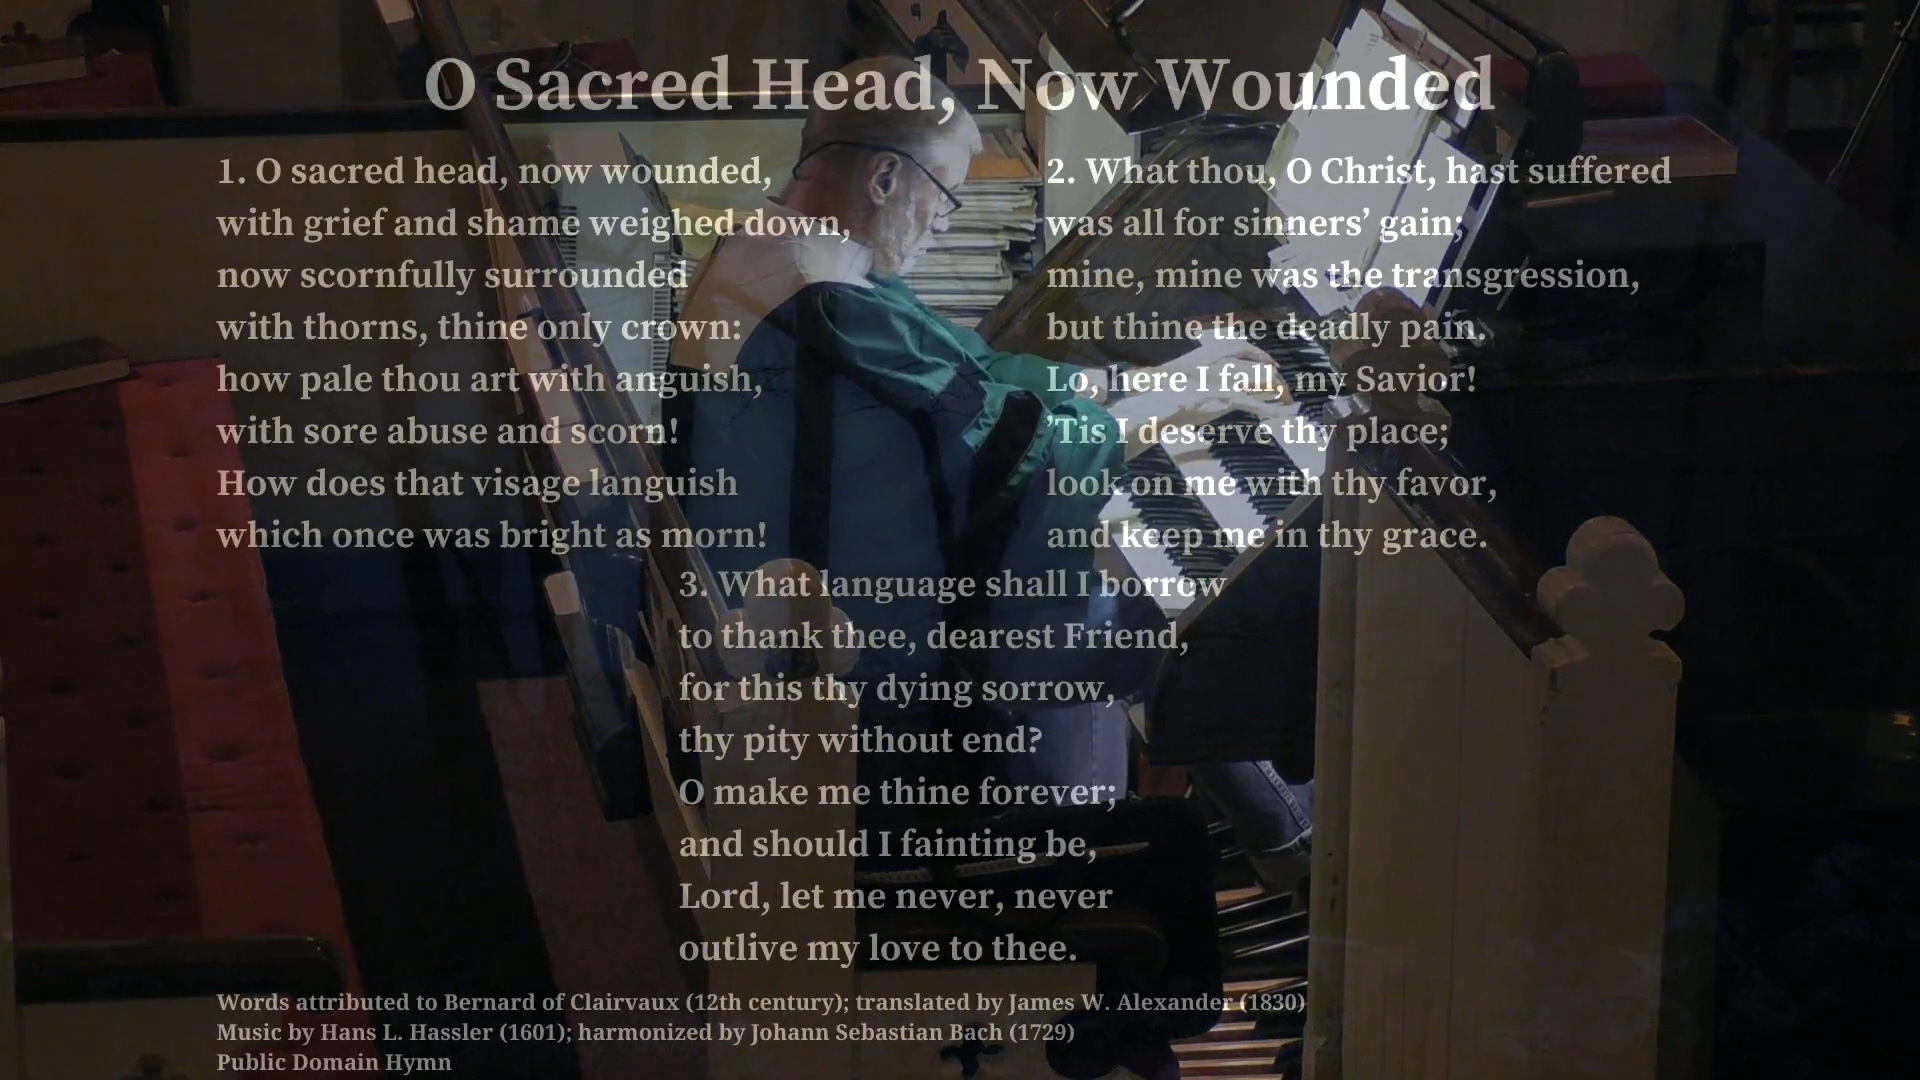 O Sacred Head, Now Wounded
1. O sacred head, now wounded,
with grief and shame weighed down,
now scornfully surrounded
with thorns, thine only crown:
how pale thou art with anguish,
with sore abuse and scorn!
How does that visage languish
which once was bright as morn!
2. What thou, O Christ, hast suffered
was all for sinners’ gain;
mine, mine was the transgression,
but thine the deadly pain.
Lo, here I fall, my Savior!
’Tis I deserve thy place;
look on me with thy favor,
and keep me in thy grace.
3. What language shall I borrow
to thank thee, dearest Friend,
for this thy dying sorrow,
thy pity without end?
O make me thine forever;
and should I fainting be,
Lord, let me never, never
outlive my love to thee.
Words attributed to Bernard of Clairvaux (12th century); translated by James W. Alexander (1830)
Music by Hans L. Hassler (1601); harmonized by Johann Sebastian Bach (1729)
Public Domain Hymn